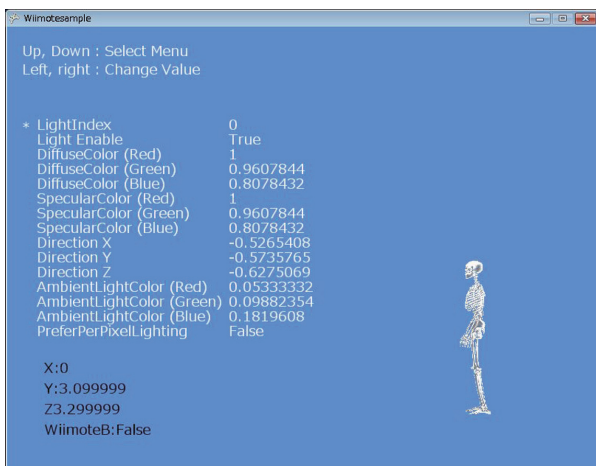 Wiimotesample
Up, Down : Select Menu
Left, right : Change Value
* LightIndex 0
Light Enable True
DiffuseColor (Red) 1
DiffuseColor (Green) 0.9607844
DiffuseColor (Blue) 0.8078432
SpecularColor (Red) 1
SpecularColor (Green) 0.9607844
SpecularColor (Blue) 0.8078432
Direction X -0.5265408
Direction Y -0.5735765
Direction Z -0.6275069
AmbientLightColor (Red) 0.05333332
AmbientLightColor (Green) 0.09882354
AmbientLightColor (Blue) 0.1819608
PreferPerPixelLighting False
X:0
Y:3.099999
Z3.299999
WiimoteB:False